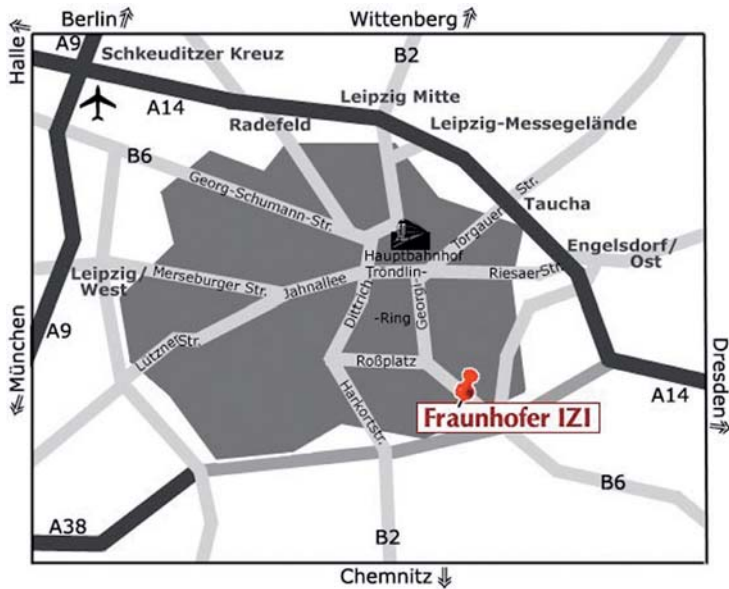 Berlin
Wittenberg
Halle
A9
B2
Schkeuditzer Kreuz
A14
Leipzig Mitte
Radefeld
Leipzig-Messegelände
B6
Georg-Schumann-Str.
Torgauer Str.
Taucha
Hauptbahnhof
Engelsdorf/
Ost
Leipzig/
West
Merseburger Str.
Jahnallee
Tröndlin-
Riesaer Str.
Dittrich
-Ring
Georgi-
A9
Lützner Str.
Roßplatz
München
Dresden
A14
Harkortstr.
Fraunhofer IZI
B6
A38
B2
Chemnitz